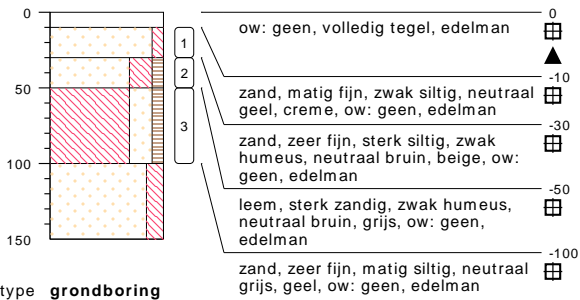 0
50
100
150
1
2
3
0
ow: geen, volledig tegel, edelman
-10
zand, matig fijn, zwak siltig, neutraal
geel, creme, ow: geen, edelman
-30
zand, zeer fijn, sterk siltig, zwak
humeus, neutraal bruin, beige, ow:
geen, edelman
-50
leem, sterk zandig, zwak humeus,
neutraal bruin, grijs, ow: geen,
edelman
-100
zand, zeer fijn, matig siltig, neutraal
grijs, geel, ow: geen, edelman
type grondboring